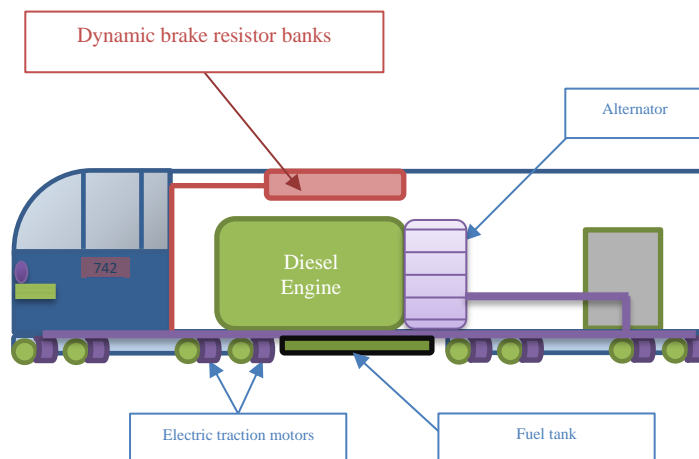 Dynamic brake resistor banks
Alternator
Diesel
Engine
742
Electric traction motors
Fuel tank